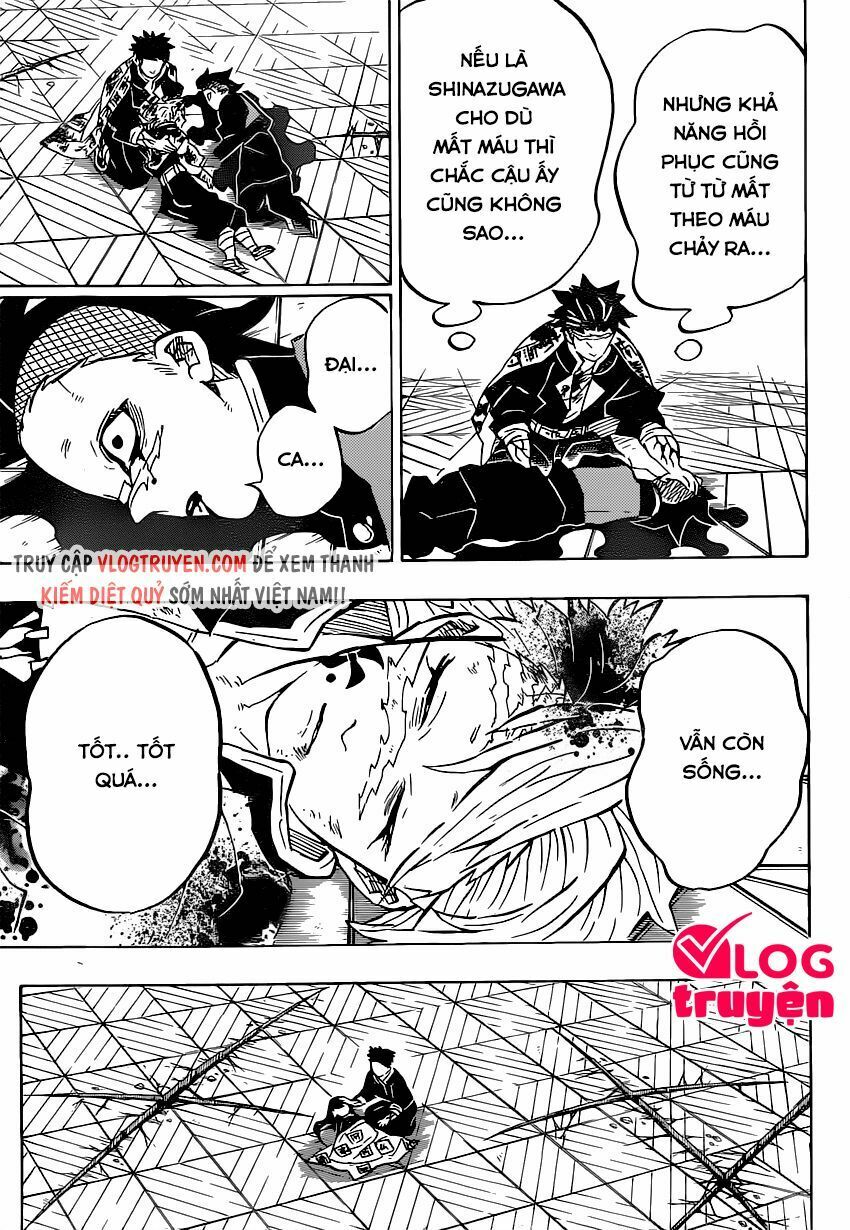 NHƯNG KHẢ
NĂNG HỒI
PHỤC CŨNG
TỪ TỪ MẤT
THEO MÁU
CHẢY RA...
NẾU LÀ
SHINAZUGAWA
CHO DÙ
MẤT MÁU THÌ
CHẮC CẬU ẤY
CŨNG KHÔNG
SAO...
ĐẠI...
CA...
TRUY CẬP VLOGTRUYEN.COM ĐỂ XEM THANH
KIẾM DIỆT QUỶ SỚM NHẤT VIỆT NAM!!
VẪN CÒN
SỐNG...
TỐT.. TỐT
QUÁ...
VLOG
truyện